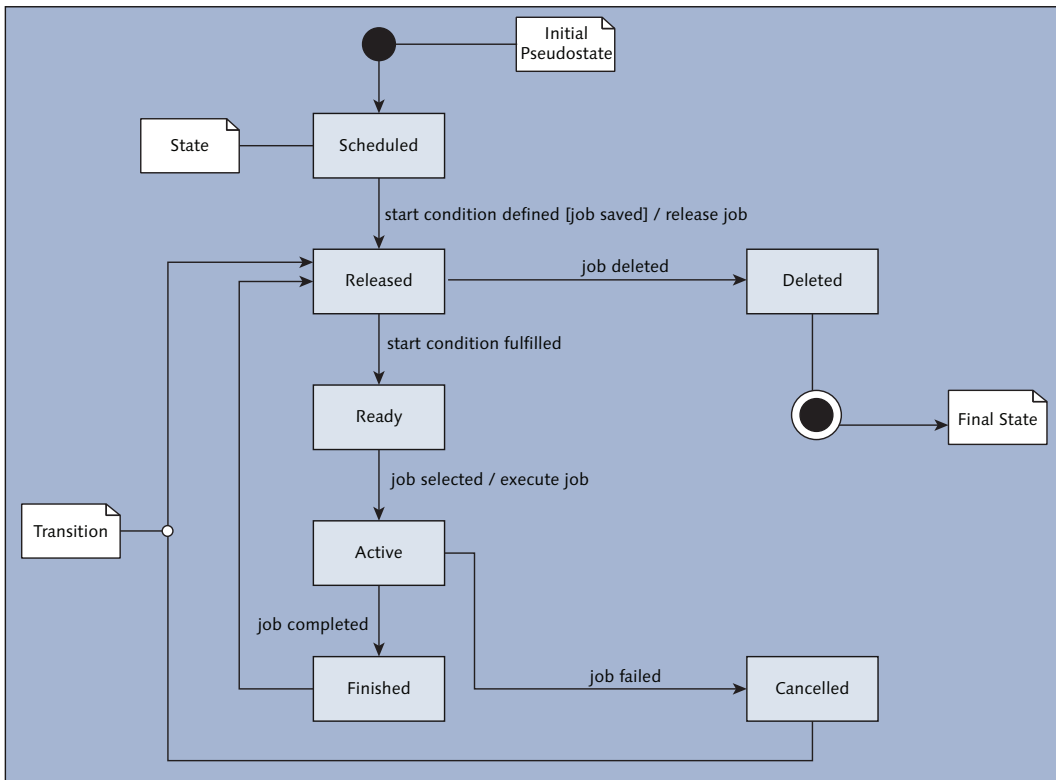 Initial
Pseudostate
State
Scheduled
start condition defined [job saved] / release job
Released
job deleted
Deleted
start condition fulfilled
Ready
Final State
job selected / execute job
Transition
Active
job completed
Finished
job failed
Cancelled